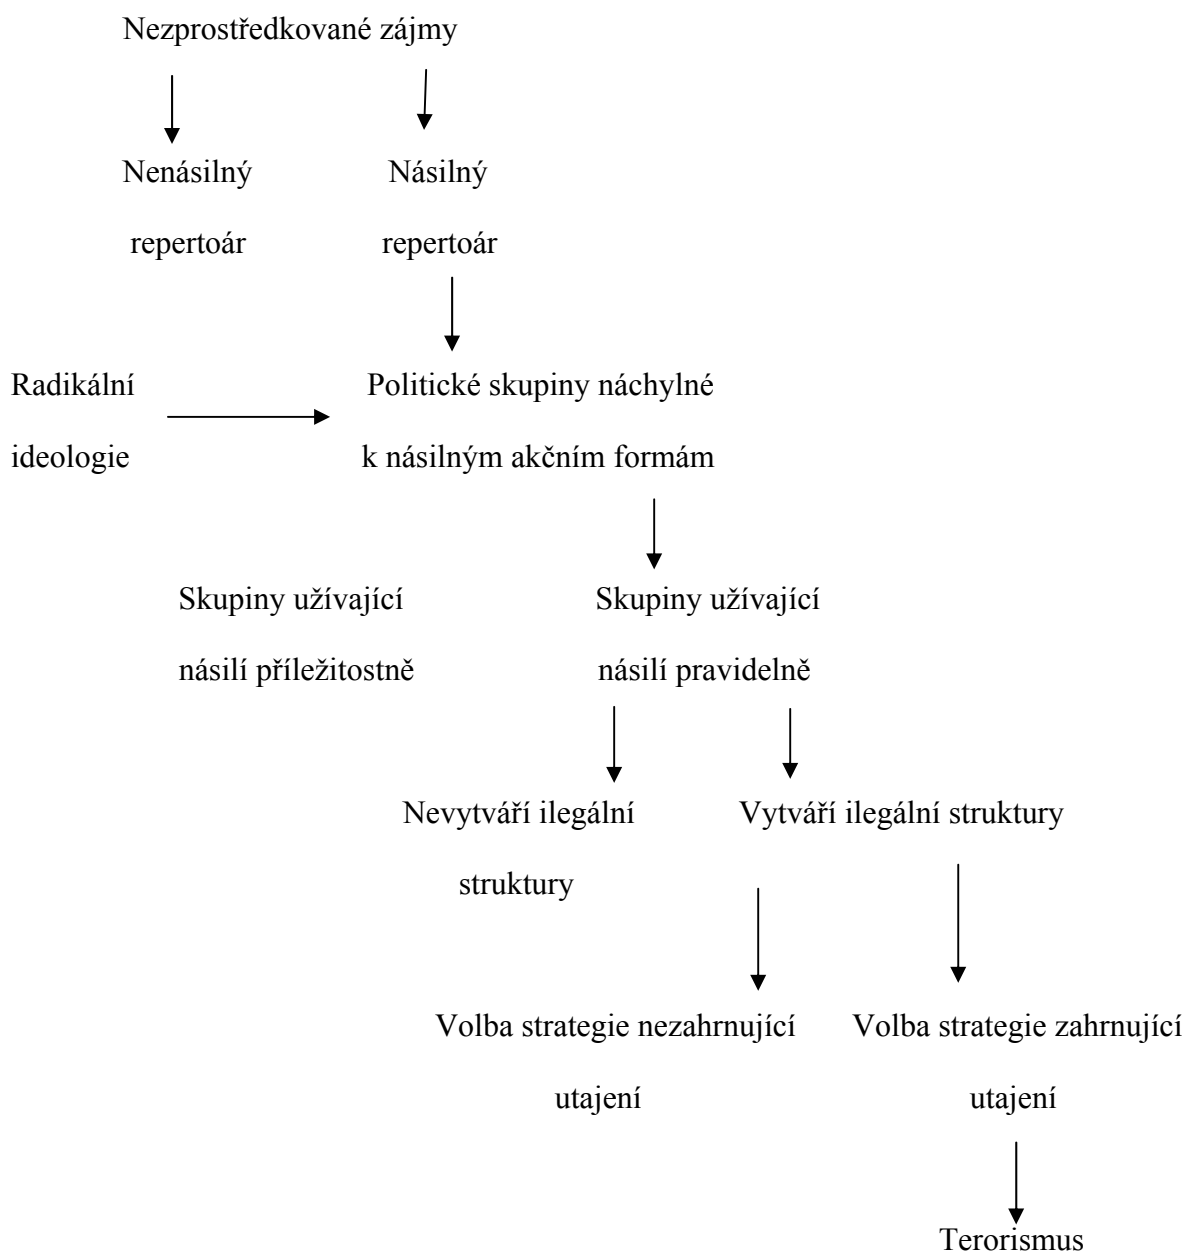 Nezprostředkované zájmy
Nenásilný Násilný
repertoár repertoár
Radikální Politické skupiny náchylné
ideologie k násilným akčním formám
Skupiny užívající Skupiny užívající
násilí příležitostně násilí pravidelně
Nevytváří ilegální Vytváří ilegální struktury
struktury
Volba strategie nezahrnující Volba strategie zahrnující
utajení utajení
Terorismus